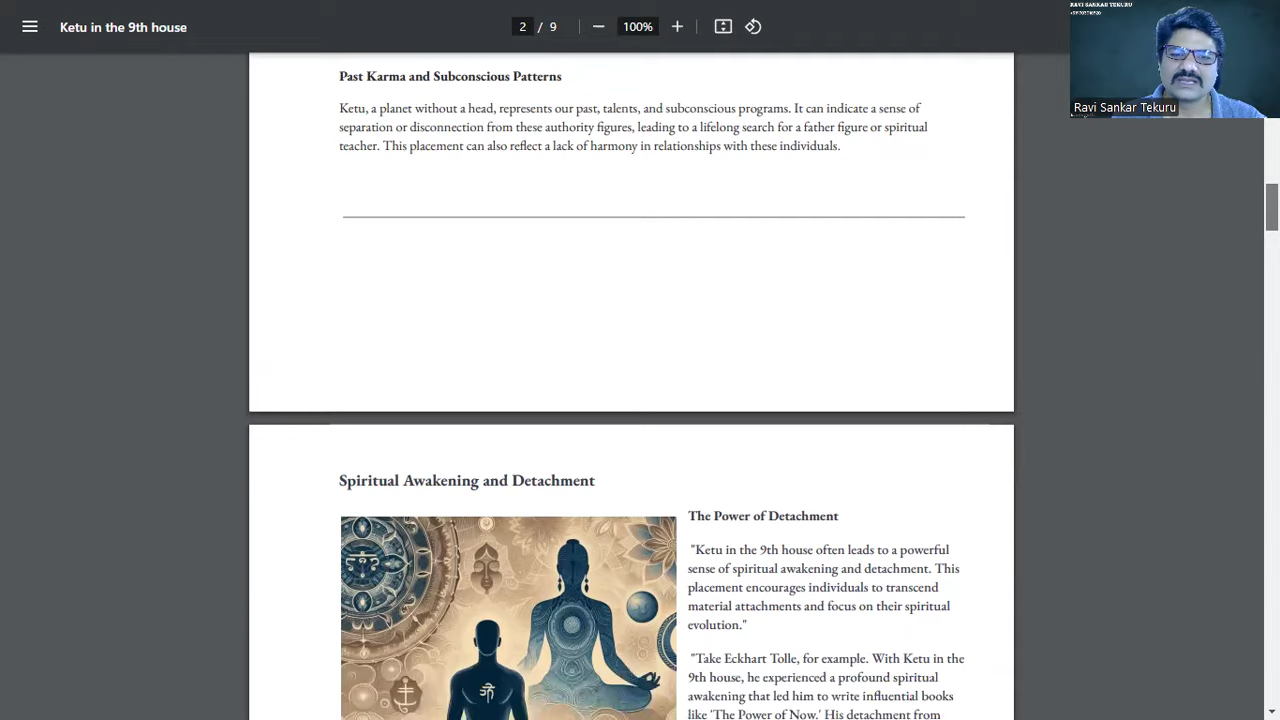 Ketu in the 9th house
2 / 9
100%
RAVI SANKAR TEKURU
Ravi Sankar Tekuru
Past Karma and Subconscious Patterns
Ketu, a planet without a head, represents our past, talents, and subconscious programs. It can indicate a sense of
separation or disconnection from these authority figures, leading to a lifelong search for a father figure or spiritual
teacher. This placement can also reflect a lack of harmony in relationships with these individuals.
Spiritual Awakening and Detachment
The Power of Detachment
"Ketu in the 9th house often leads to a powerful
sense of spiritual awakening and detachment. This
placement encourages individuals to transcend
material attachments and focus on their spiritual
evolution."
"Take Eckhart Tolle, for example. With Ketu in the
9th house, he experienced a profound spiritual
awakening that led him to write influential books
like 'The Power of Now.' His detachment from